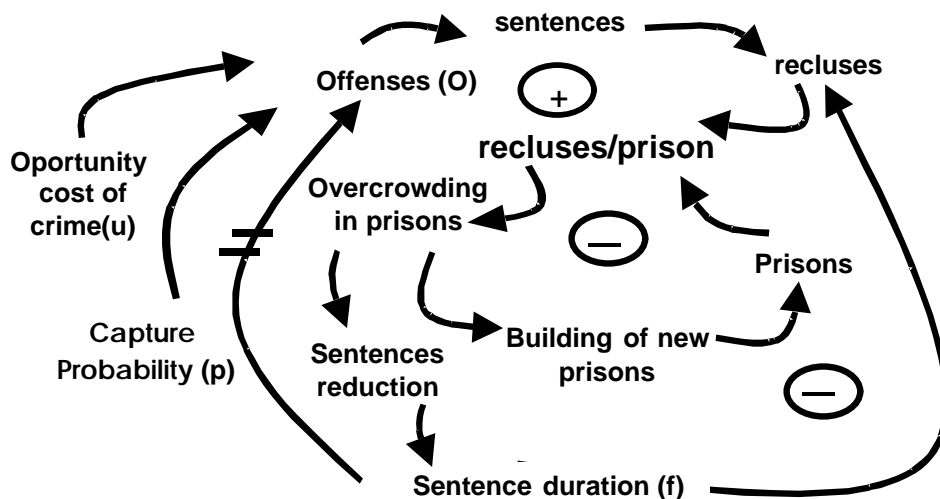 sentences
Offenses (O)
recluses
+
recluses/prison
Oportunity
cost of
crime(u)
Overcrowding
in prisons
—
Prisons
Capture
Probability (p)
Sentences
reduction
Building of new
prisons
—
Sentence duration (f)